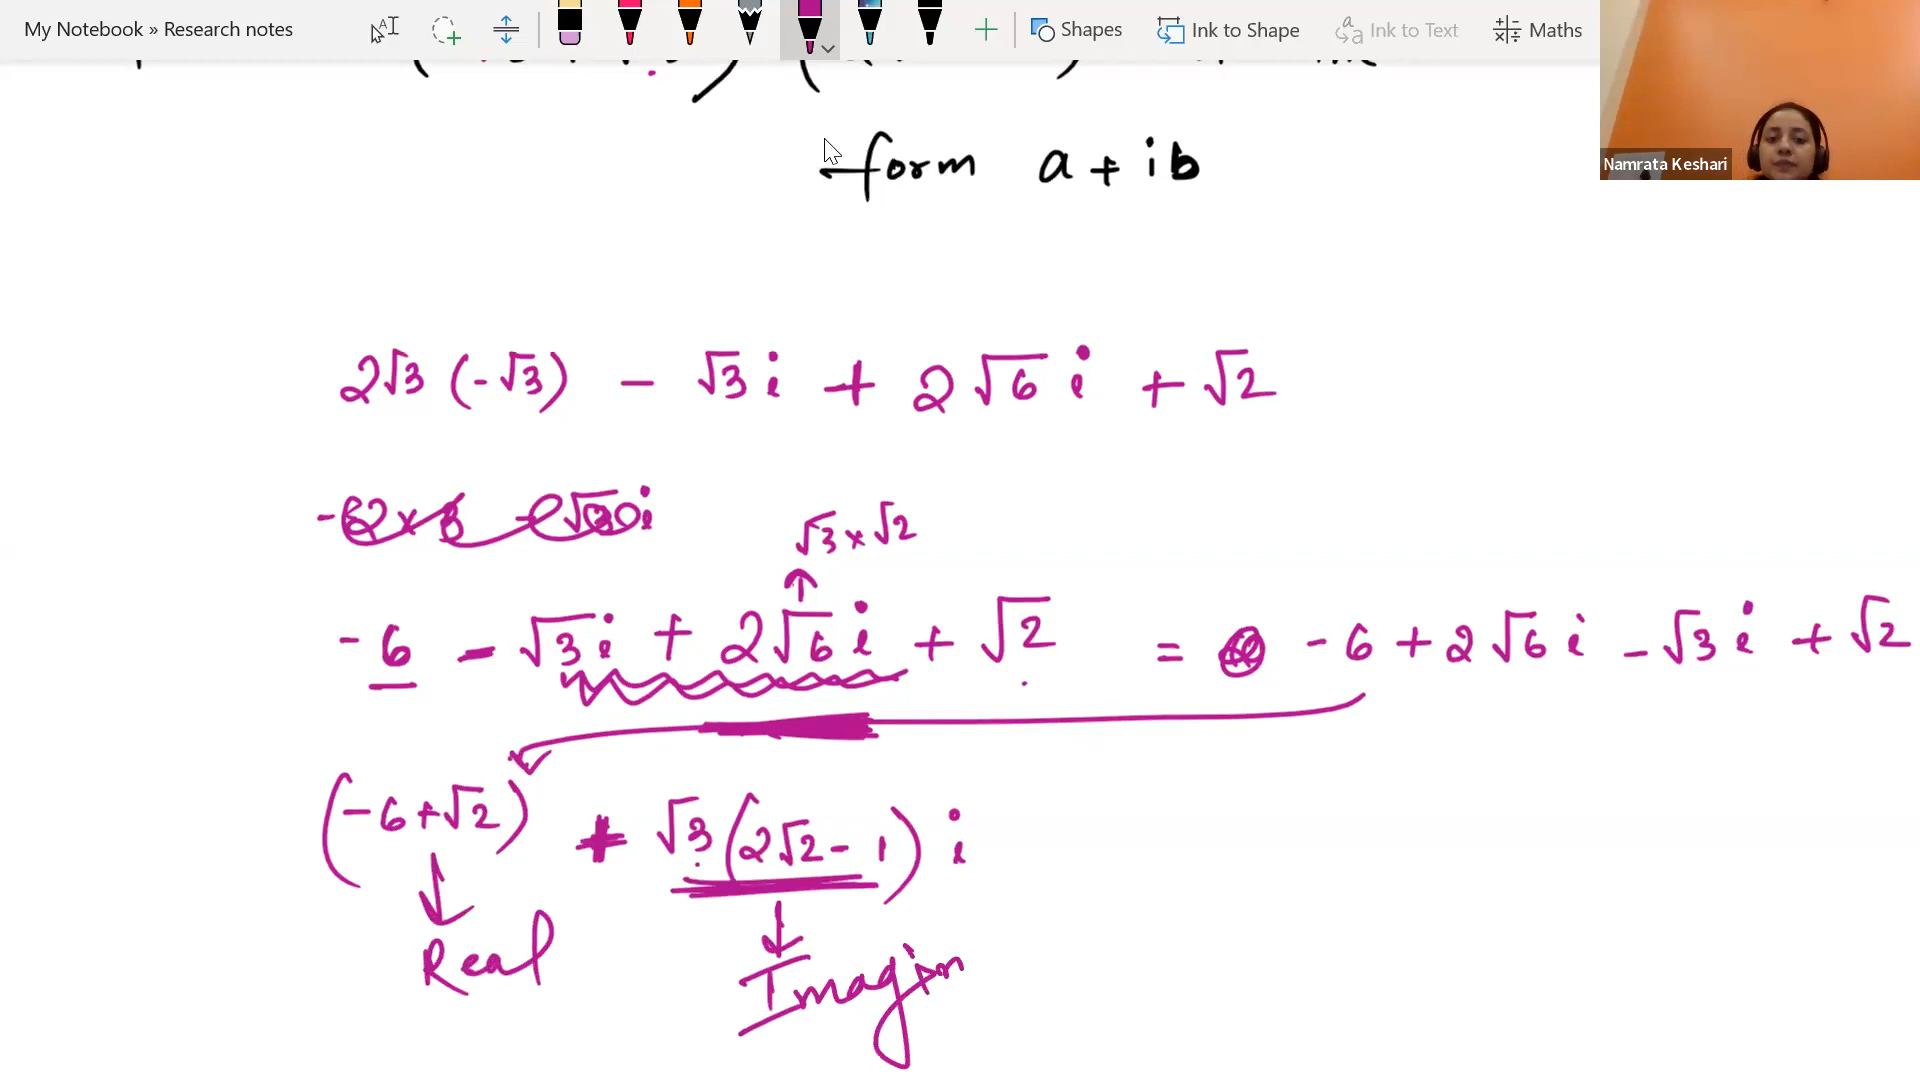 My Notebook » Research notes
Shapes
Ink to Shape
Ink to Text
Maths
Namrata Keshari
form a + ib
2√3 (-√3) - √3 i + 2√6 i + √2
√3 × √2
-6 - √3 i + 2√6 i + √2 = -6 + 2√6 i - √3 i + √2
(-6+√2) + √3 (2√2 - 1) i
Real
Imagin